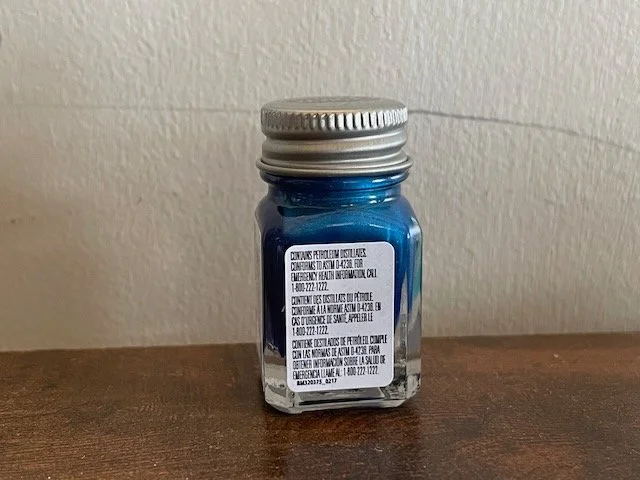 CONTAINS PETROLEUM DISTILLATES.
CONFORMS TO ASTM D-4236. FOR
EMERGENCY HEALTH INFORMATION, CALL
1-800-222-1222.
CONTIENT DES DISTILLATS DU PÉTROLE.
CONFORME À LA NORME ASTM D-4236. EN
CAS D'URGENCE DE SANTÉ, APPELER LE
1-800-222-1222.
CONTIENE DESTILADOS DE PETRÓLEO. CUMPLE
CON LAS NORMAS DE ASTM D-4236. PARA
OBTENER INFORMACIÓN SOBRE LA SALUD DE
EMERGENCIA LLAME AL: 1-800-222-1222.
RM320375_0217